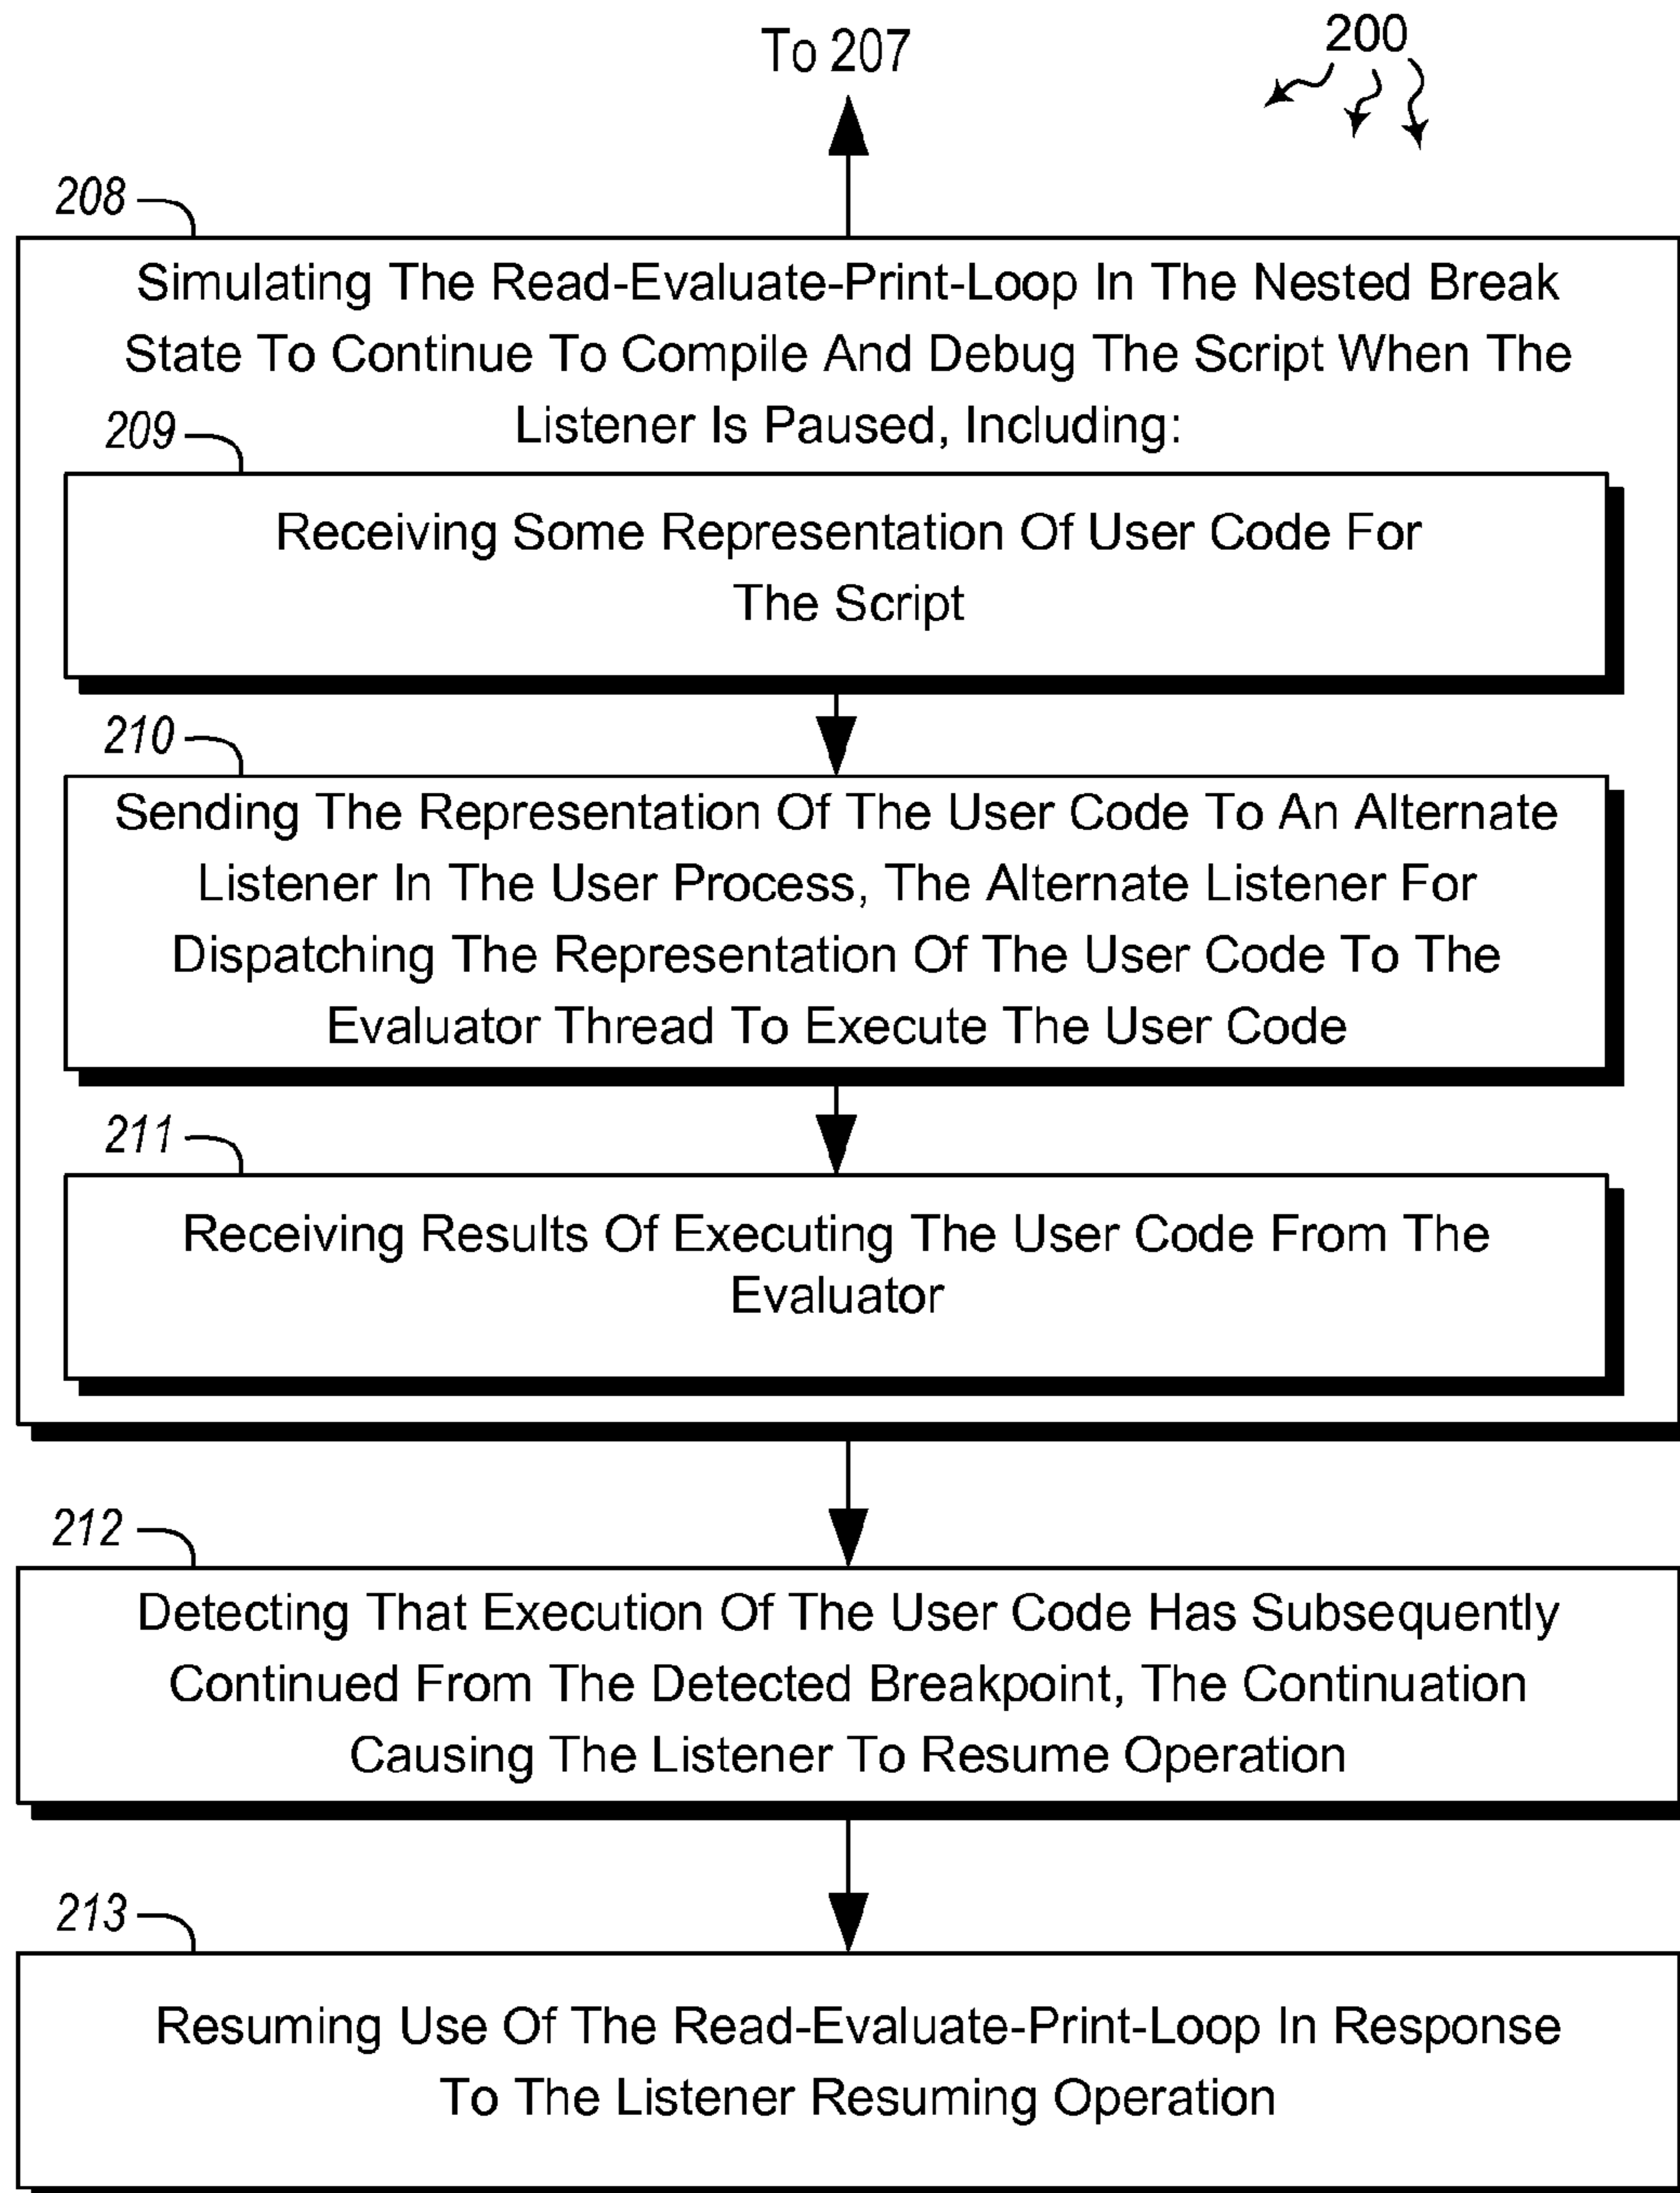 To 207
200
208
Simulating The Read-Evaluate-Print-Loop In The Nested Break
State To Continue To Compile And Debug The Script When The
Listener Is Paused, Including:
209
Receiving Some Representation Of User Code For
The Script
210
Sending The Representation Of The User Code To An Alternate
Listener In The User Process, The Alternate Listener For
Dispatching The Representation Of The User Code To The
Evaluator Thread To Execute The User Code
211
Receiving Results Of Executing The User Code From The
Evaluator
212
Detecting That Execution Of The User Code Has Subsequently
Continued From The Detected Breakpoint, The Continuation
Causing The Listener To Resume Operation
213
Resuming Use Of The Read-Evaluate-Print-Loop In Response
To The Listener Resuming Operation